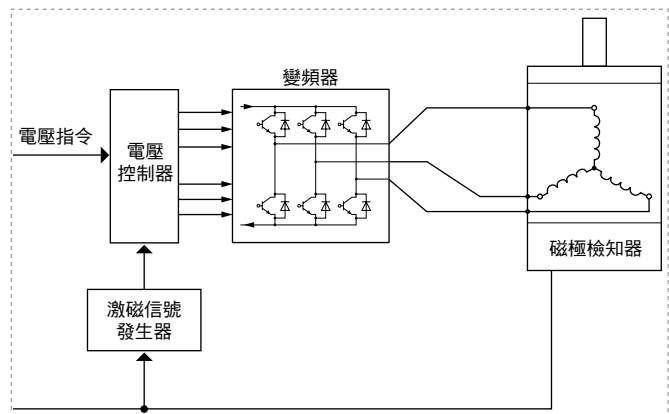 變頻器
電壓指令
電壓
控制器
磁極檢知器
激磁信號
發生器